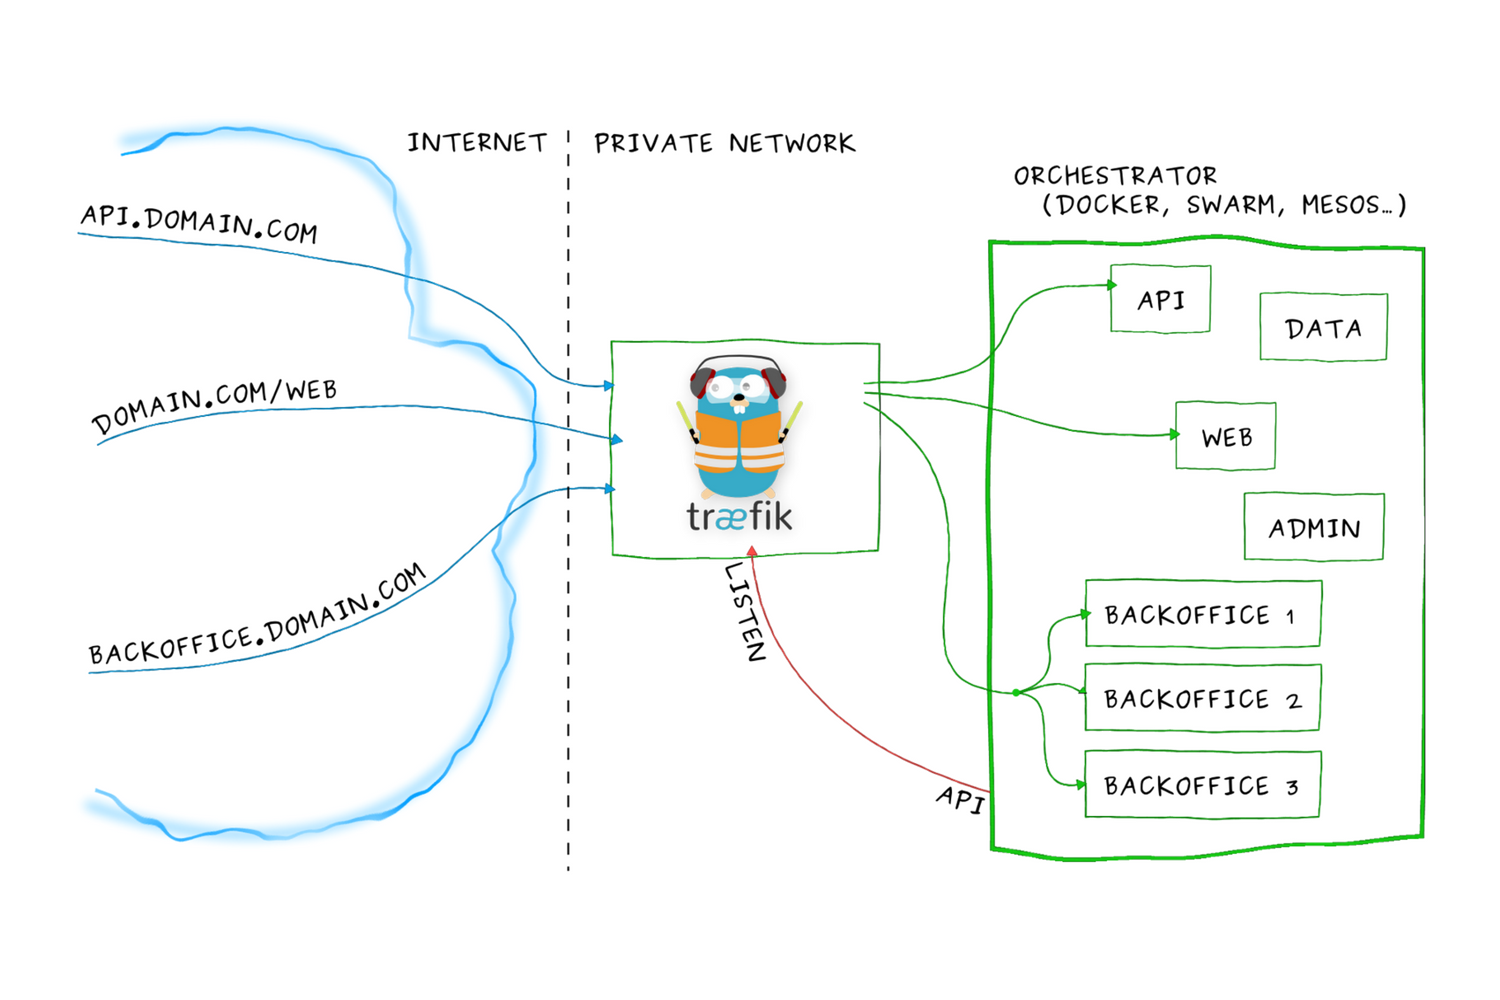 INTERNET
PRIVATE NETWORK
ORCHESTRATOR
(DOCKER, SWARM, MESOS...)
API.DOMAIN.COM
DOMAIN.COM/WEB
BACKOFFICE.DOMAIN.COM
træfik
LISTEN
API
API
DATA
WEB
ADMIN
BACKOFFICE 1
BACKOFFICE 2
BACKOFFICE 3